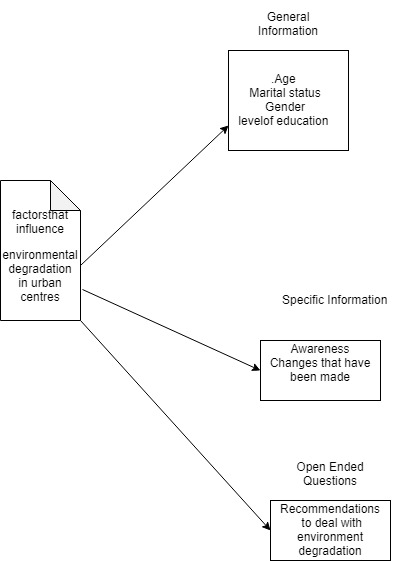 General
Information
.Age
Marital status
Gender
levelof education
factorsthat
influence
environmental
degradation
in urban
centres
Specific Information
Awareness
Changes that have
been made
Open Ended
Questions
Recommendations
to deal with
environment
degradation